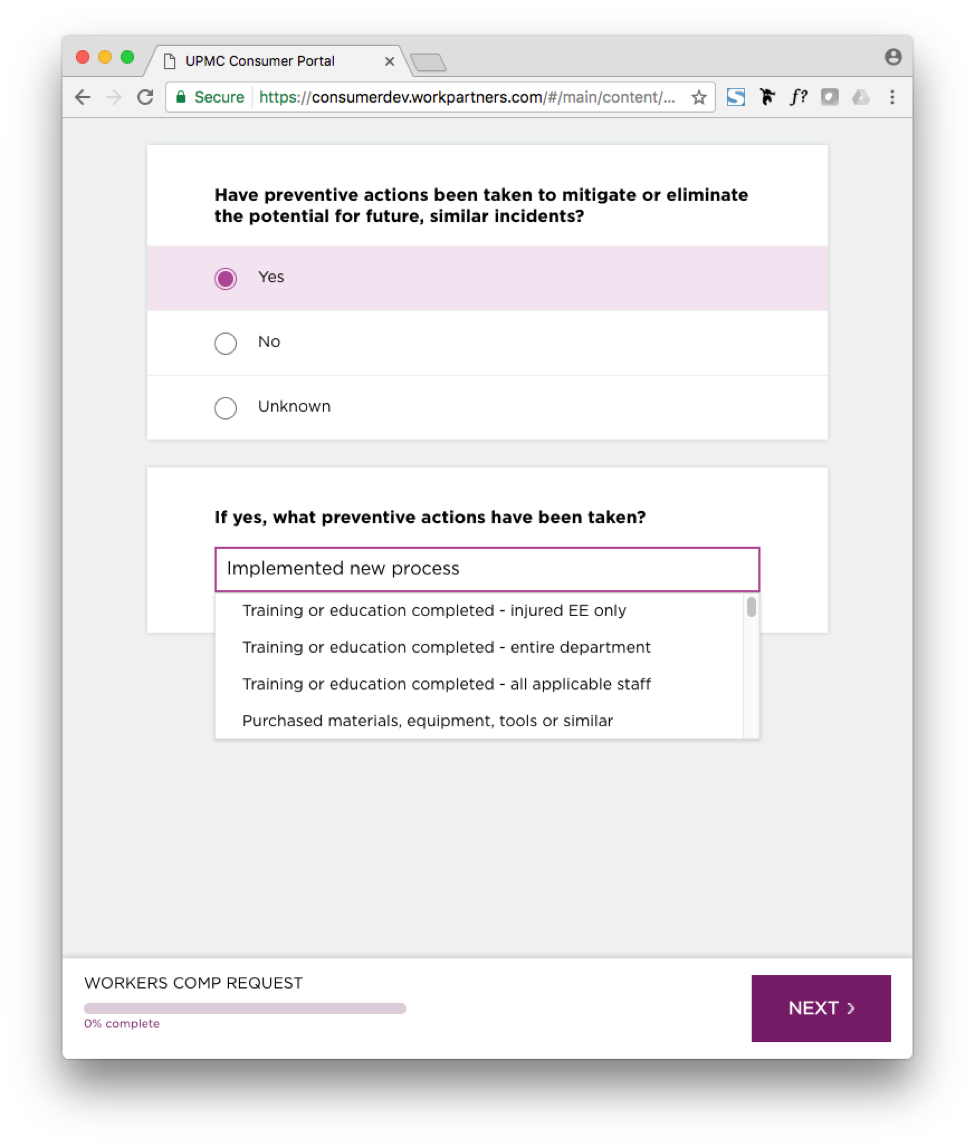 UPMC Consumer Portal
Secure https://consumerdev.workpartners.com/#/main/content/... f?
Have preventive actions been taken to mitigate or eliminate
the potential for future, similar incidents?
Yes
No
Unknown
If yes, what preventive actions have been taken?
Implemented new process
Training or education completed - injured EE only
Training or education completed - entire department
Training or education completed - all applicable staff
Purchased materials, equipment, tools or similar
WORKERS COMP REQUEST
0% complete
NEXT